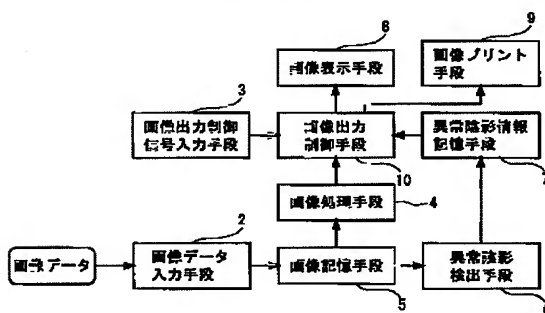 8
9
画像表示手段
画像プリント
手段
3
画像出力制御
信号入力手段
画像出力
制御手段
異常陰影情報
記憶手段
10
7
画像処理手段
4
2
画像データ
画像データ
入力手段
画像記憶手段
異常陰影
検出手段
5
6